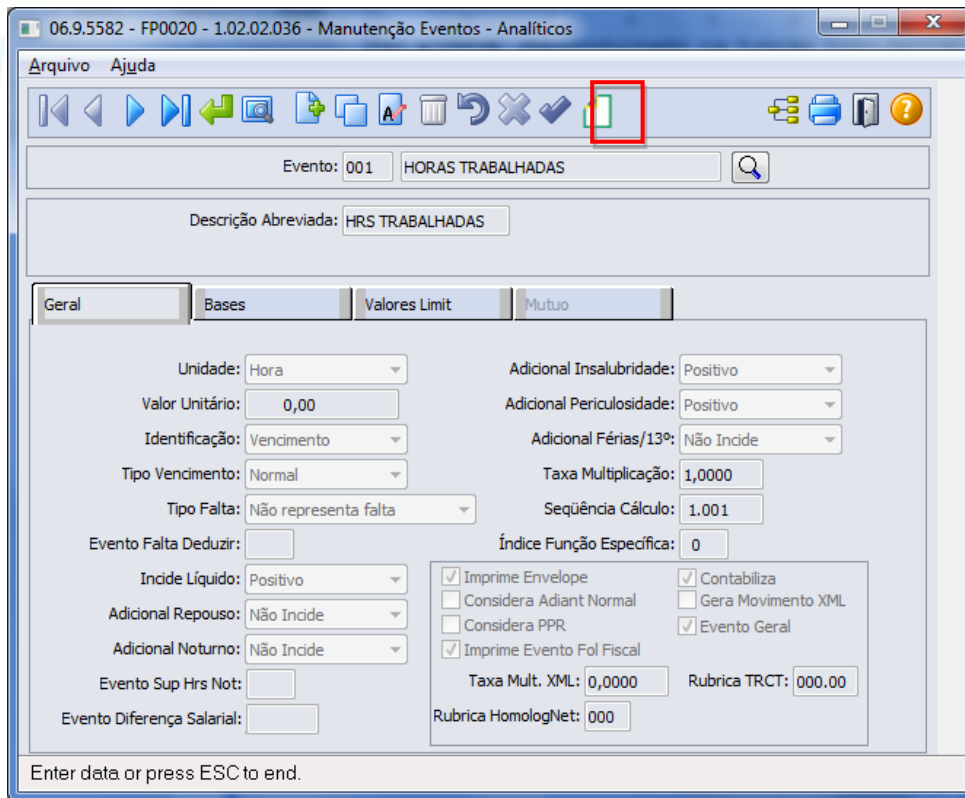 06.9.5582 - FP0020 - 1.02.02.036 - Manutenção Eventos - Analíticos
Arquivo Ajuda
Evento: 001 HORAS TRABALHADAS
Descrição Abreviada: HRS TRABALHADAS
Geral Bases Valores Limit Mutuo
Unidade: Hora Adicional Insalubridade: Positivo
Valor Unitário: 0,00 Adicional Periculosidade: Positivo
Identificação: Vencimento Adicional Férias/13º: Não Incide
Tipo Vencimento: Normal Taxa Multiplicação: 1,0000
Tipo Falta: Não representa falta Seqüência Cálculo: 1.001
Evento Falta Deduzir: Índice Função Específica: 0
Incide Líquido: Positivo Imprime Envelope Contabiliza
Considera Adiant Normal Gera Movimento XML
Adicional Repouso: Não Incide
Considera PPR Evento Geral
Adicional Noturno: Não Incide Imprime Evento Fol Fiscal
Evento Sup Hrs Not: Taxa Mult. XML: 0,0000 Rubrica TRCT: 000.00
Evento Diferença Salarial: Rubrica HomologNet: 000
Enter data or press ESC to end.